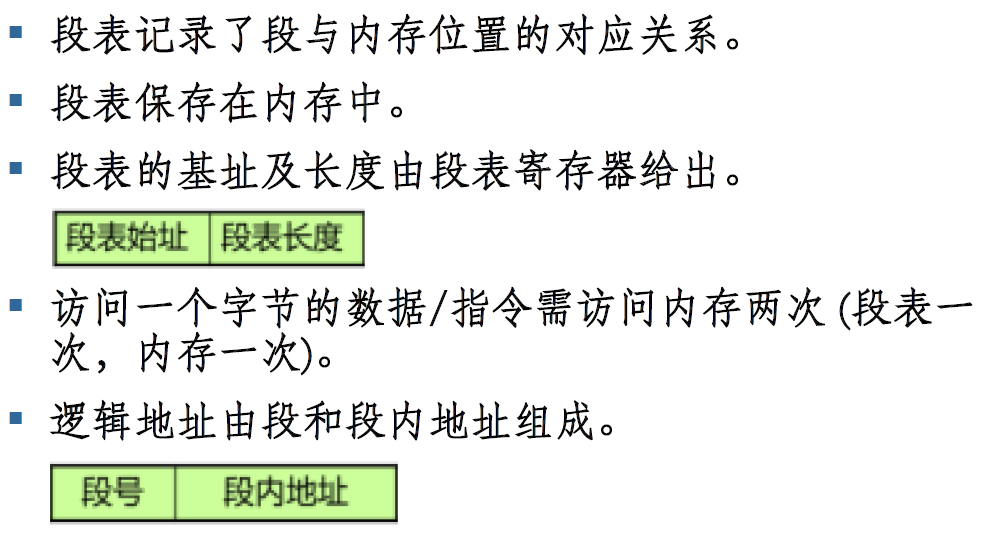 段表记录了段与内存位置的对应关系。
段表保存在内存中。
段表的基址及长度由段表寄存器给出。
段表始址 段表长度
访问一个字节的数据/指令需访问内存两次 (段表一
次，内存一次)。
逻辑地址由段和段内地址组成。
段号 段内地址